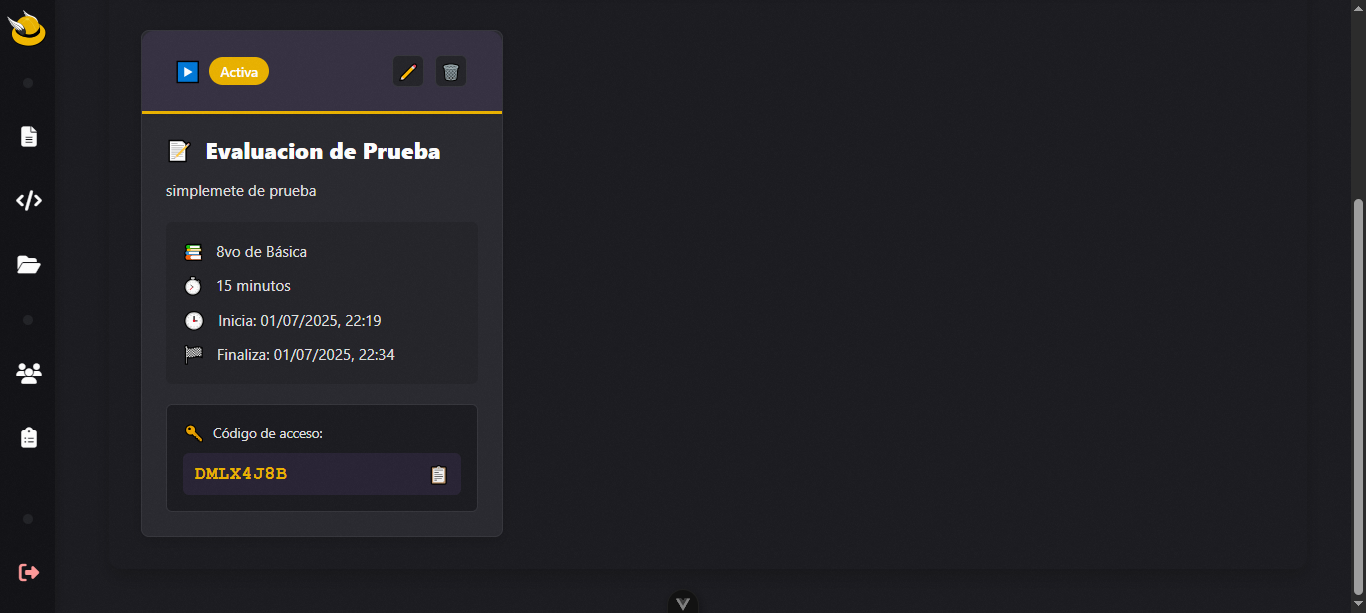 Activa
Evaluacion de Prueba
simplemete de prueba
8vo de Básica
15 minutos
Inicia: 01/07/2025, 22:19
Finaliza: 01/07/2025, 22:34
Código de acceso:
DMLX4J8B